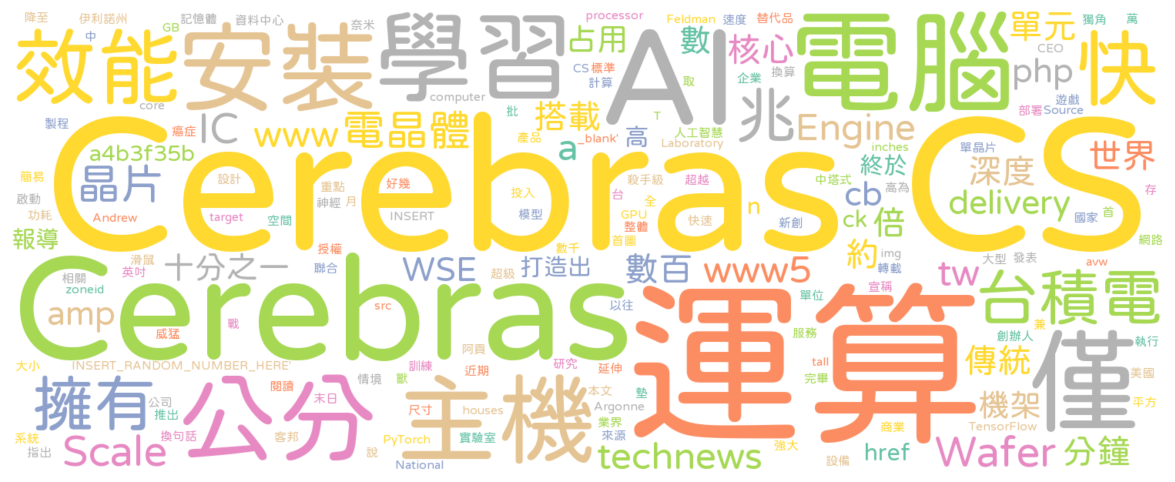 降至 伊利諾州 記憶體 資料中心 奈米 processor Feldman 速度 替代品 獨角 萬
中 GB 占用 數 核心 CS 標準 企業 取 換算 單元 CEO
效能 安裝 學習 AI 電腦 快
core computer 計算 php 遊戲
製程 癌症 IC www 電晶體 搭載 批 T 兆 Engine 部署 Source
a4b3f35b 產品 _blank' 高 人工智慧 Laboratory 單晶片 inches 世界
簡易 晶片 設計 重點 好幾 投入 a 殺手級 超越 中塔式 終於 深度 高為 存
啟動 神經 月 台 全 cb delivery 國家 首
功耗 Andrew target 空間 INSERT 模型 GPU 快速 新創 n ck 倍 網路
Cerebras CS
報導 滑鼠 授權 整體 首圖 約 img 大型 發表 avw
相關 英吋 十分之一 聯合 WSE 超級 數千 打造出 數百 www5 轉載 tw
zoneid src 以往 宣稱 單位 台積電
Cerebras
amp 威猛 戰 阿貢 服務 創辦人 兼
大小 INSERT_RANDOM_NUMBER_HERE' 訓練 近期 研究 延伸 tall 傳統 執行
運算 僅
擁有 閱讀 情境 獸 本文 墊 完畢 美國
公司 末日 公分 主機 尺寸 houses Argonne 機架 平方
推出 業界 商業 TensorFlow
系統 換句話 客邦 PyTorch 實驗室 來源 強大
指出 Scale 說 National technews 設備 href Wafer 分鐘